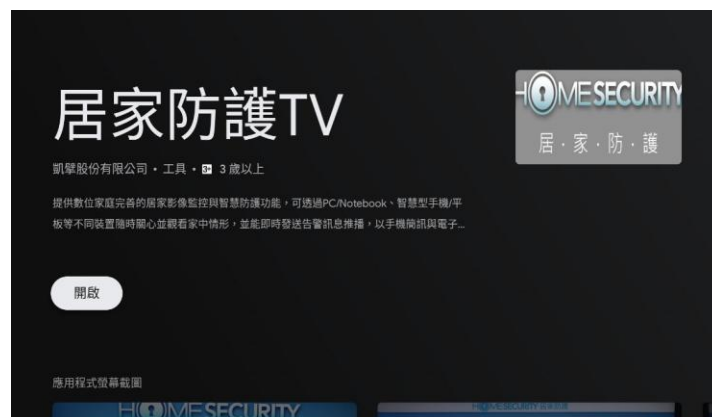 居家防護TV
HOMESECURITY
居・家・防・護
凱擘股份有限公司・工具・3+ 3 歲以上
提供數位家庭完善的居家影像監控與智慧防護功能,可透過PC/Notebook、智慧型手機/平
板等不同裝置隨時關心並觀看家中情形,並能即時發送告警訊息推播,以手機簡訊與電子...
開啟
應用程式螢幕截圖
HOMESECURITY
HOMESECURITY 居家防護